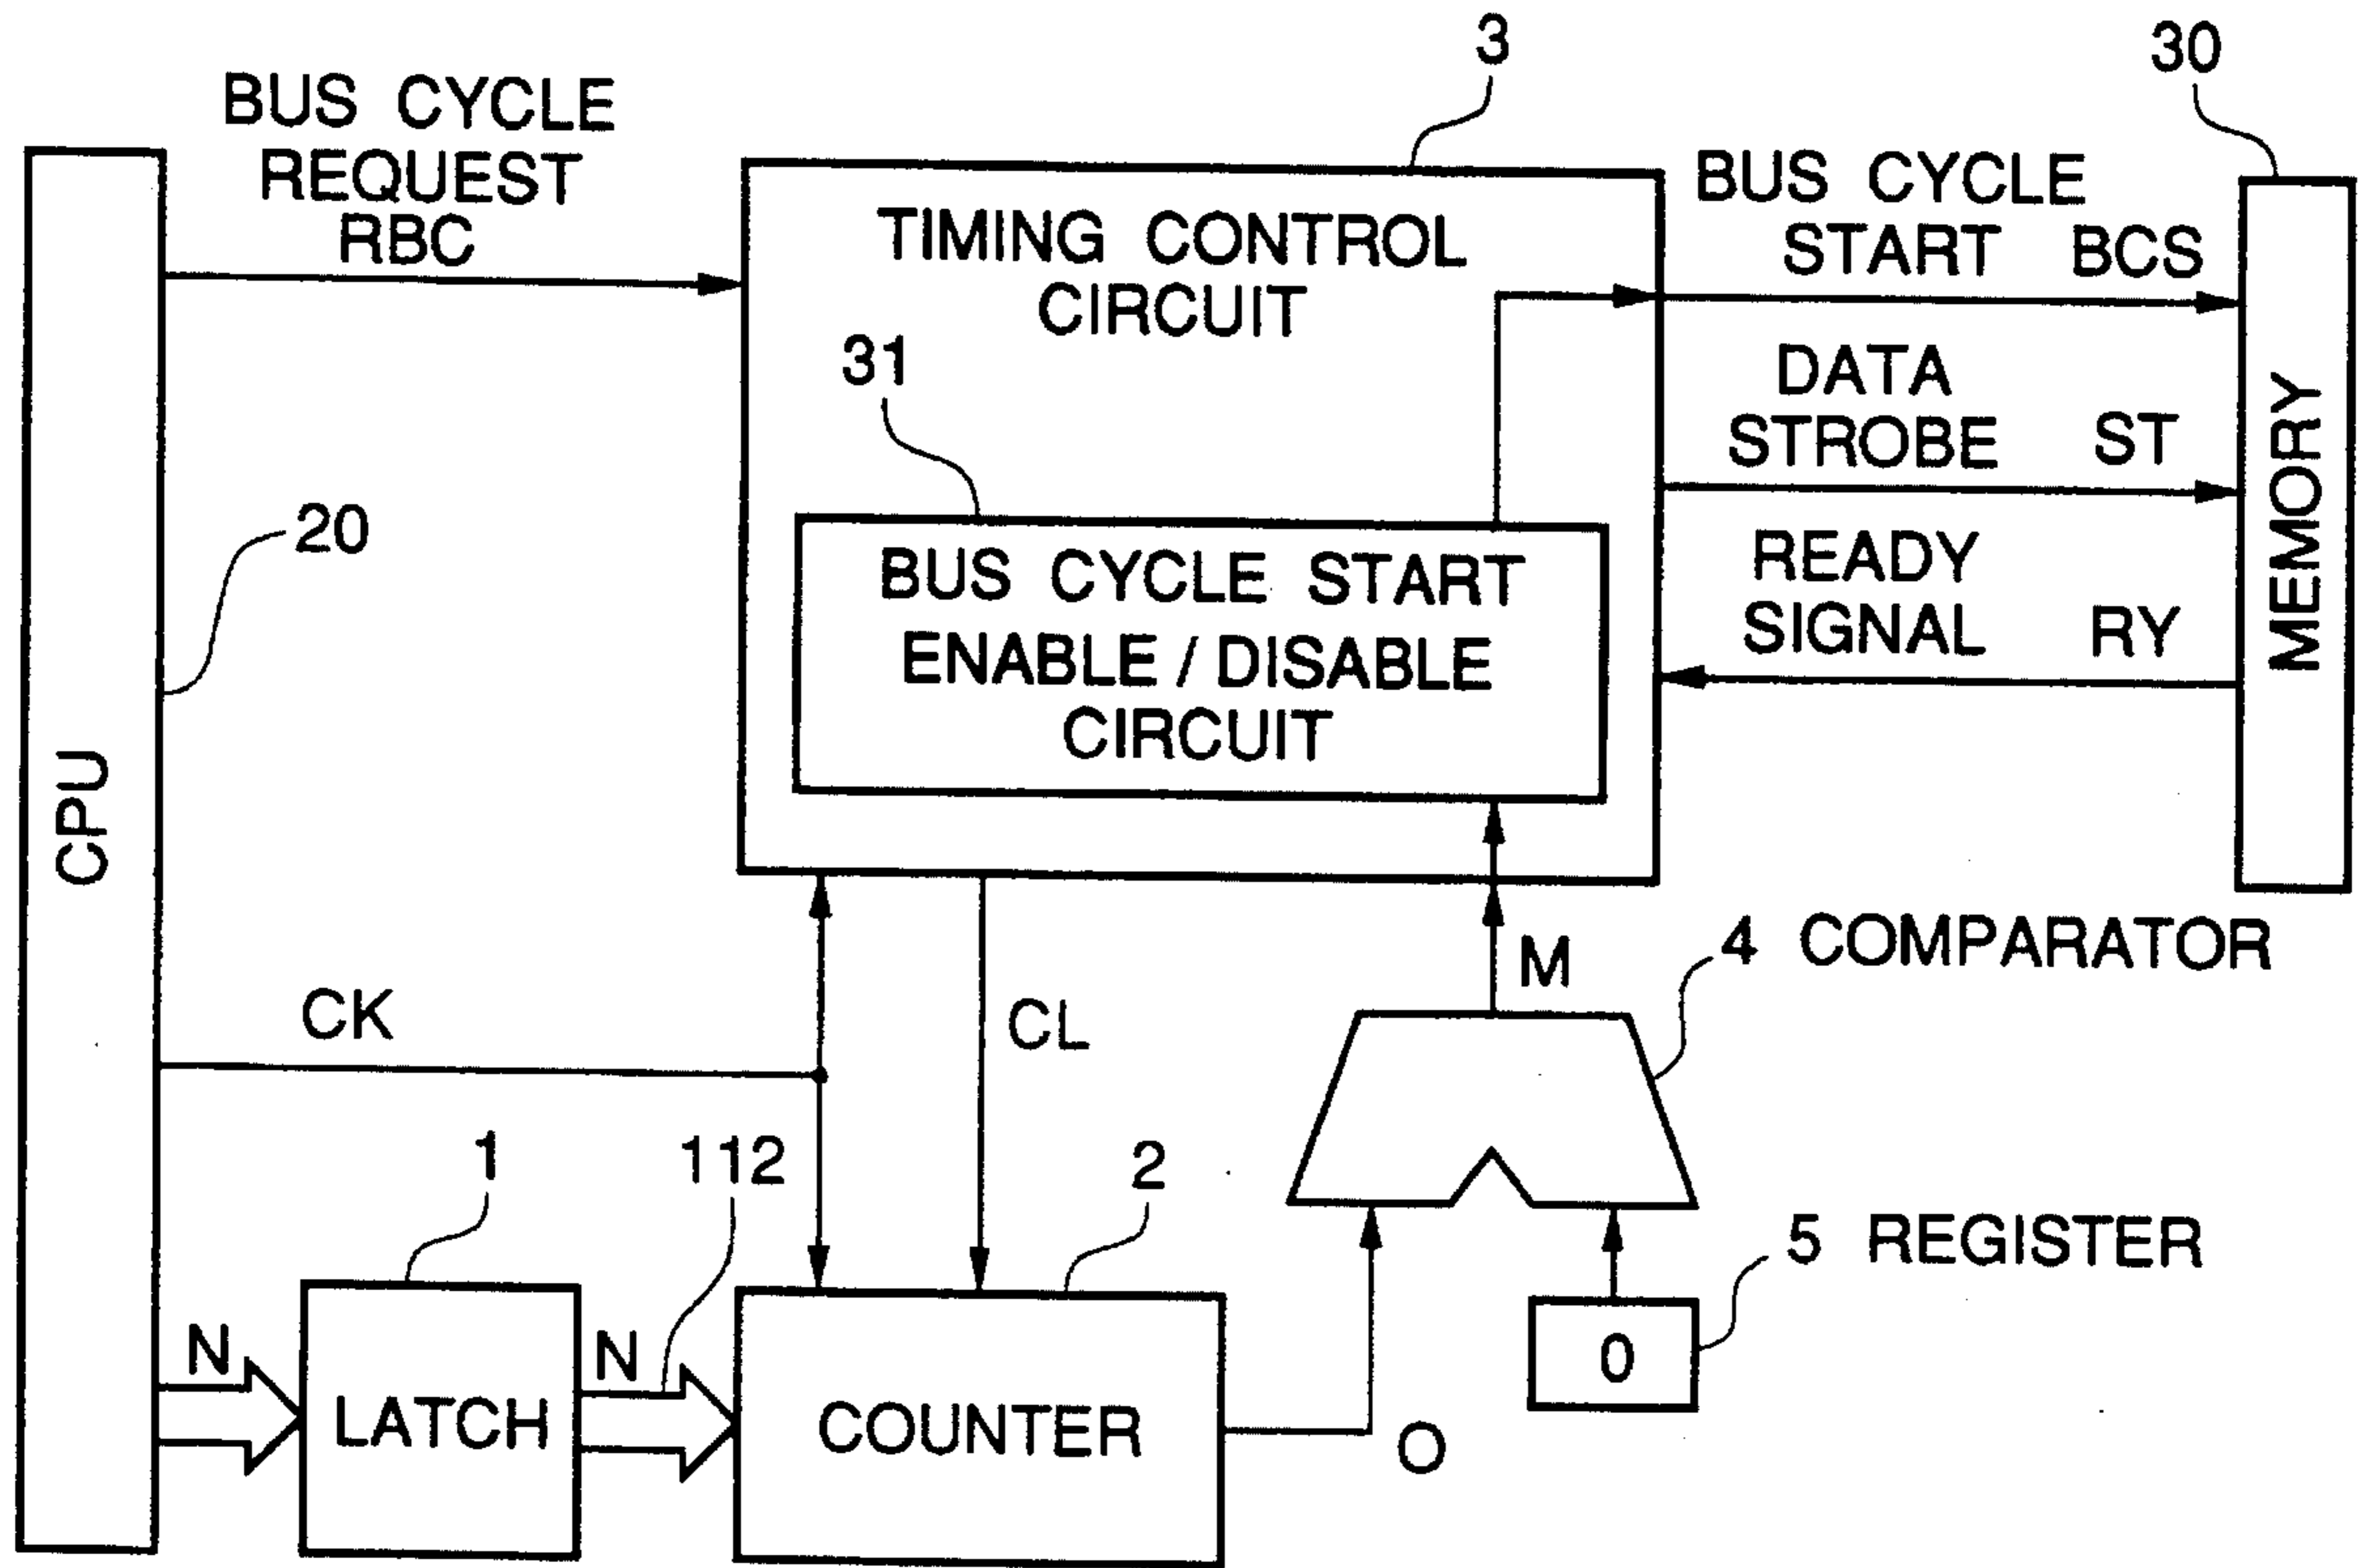 3
30
BUS CYCLE
REQUEST
RBC
TIMING CONTROL
CIRCUIT
BUS CYCLE
START BCS
31
DATA
STROBE ST
20
BUS CYCLE START
ENABLE / DISABLE
CIRCUIT
READY
SIGNAL RY
MEMORY
CPU
M
4 COMPARATOR
CK
CL
1
112
2
5 REGISTER
N
LATCH
N
COUNTER
O
0